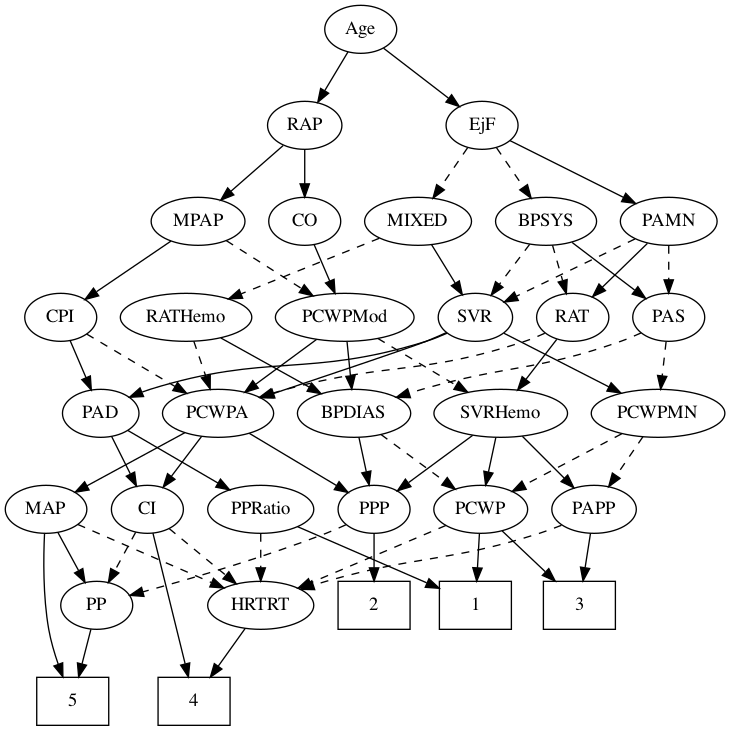 Age
RAP
EjF
MPAP
CO
MIXED
BPSYS
PAMN
CPI
RATHemo
PCWPMod
SVR
RAT
PAS
PAD
PCWPA
BPDIAS
SVRHemo
PCWPMN
MAP
CI
PPRatio
PPP
PCWP
PAPP
PP
HRTRT
2
1
3
5
4